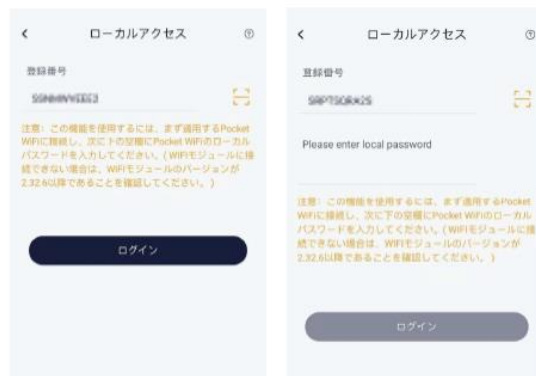 ローカルアクセス
登録番号
注意：この機能を使用するには、まず適用するPocket
WiFiに接続し、次に下の空欄にPocket WiFiのローカル
パスワードを入力してください。( WIFIモジュールに接
続できない場合は、WIFIモジュールのバージョンが
2.32.6以降であることを確認してください。)
ログイン
ローカルアクセス
登録番号
Please enter local password
注意：この機能を使用するには、まず適用するPocket
WiFiに接続し、次に下の空欄にPocket WiFiのローカル
パスワードを入力してください。( WIFIモジュールに接
続できない場合は、WIFIモジュールのバージョンが
2.32.6以降であることを確認してください。)
ログイン